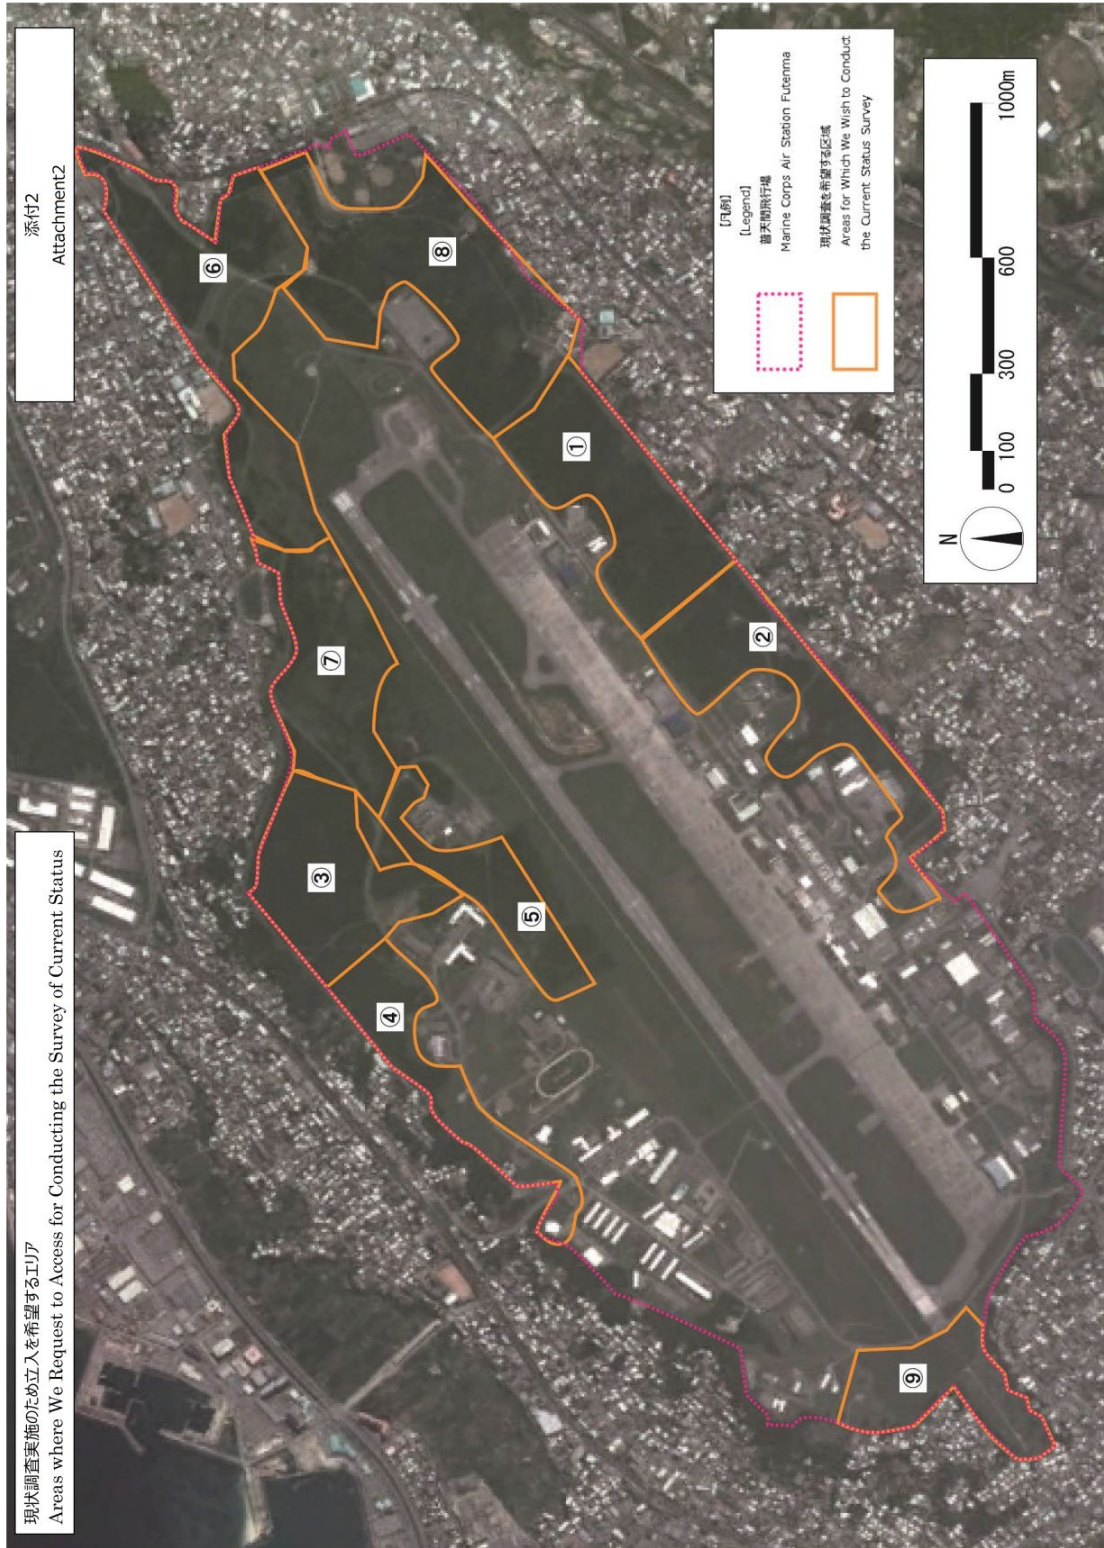 現状調査実施のため立入を希望するエリア
Areas where We Request to Access for Conducting the Survey of Current Status
添付2
Attachment2
③
④
⑤
⑦
⑥
⑧
①
②
⑨
【凡例】
[Legend]
普天間飛行場
Marine Corps Air Station Futenma
現状調査を希望する区域
Areas for Which We Wish to Conduct
the Current Status Survey
N
0 100 300 600 1000m